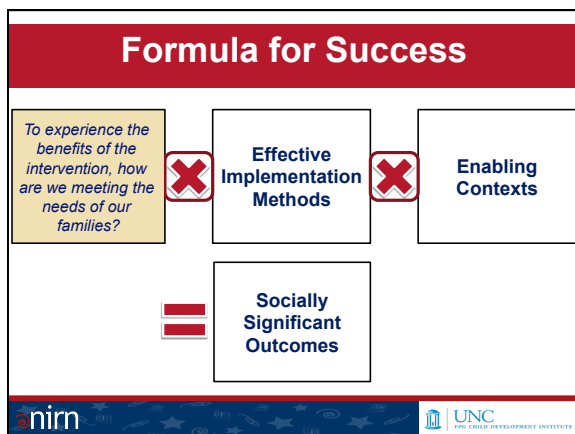 Formula for Success
To experience the
benefits of the
intervention, how
are we meeting the
needs of our
families?
Effective
Implementation
Methods
Enabling
Contexts
Socially
Significant
Outcomes
nirn
UNC
FPG CHILD DEVELOPMENT INSTITUTE